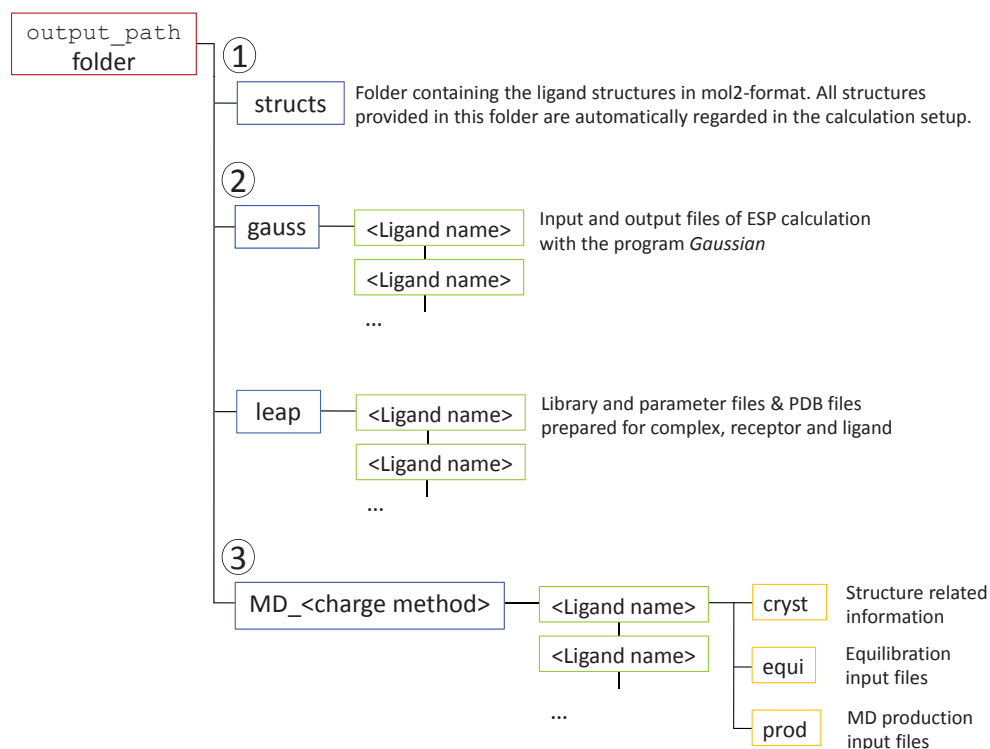 output_path
folder
1
structs
Folder containing the ligand structures in mol2-format. All structures
provided in this folder are automatically regarded in the calculation setup.
2
gauss
<Ligand name>
Input and output files of ESP calculation
with the program Gaussian
<Ligand name>
...
leap
<Ligand name>
Library and parameter files & PDB files
prepared for complex, receptor and ligand
<Ligand name>
...
3
MD_<charge method>
<Ligand name>
cryst
Structure related
information
<Ligand name>
equi
Equilibration
input files
...
prod
MD production
input files